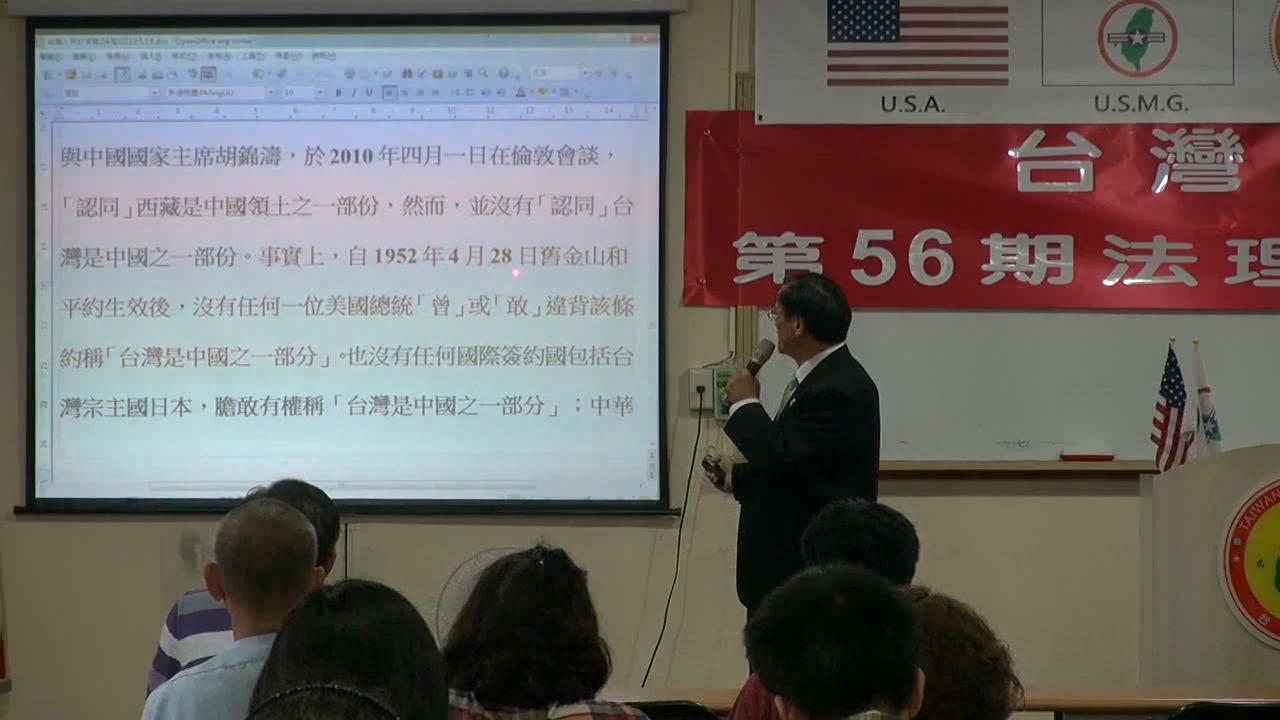 與中國國家主席胡錦濤，於 2010 年四月一日在倫敦會談，
「認同」西藏是中國領土之一部份，然而，並沒有「認同」台
灣是中國之一部份。事實上，自 1952 年 4 月 28 日舊金山和
平約生效後，沒有任何一位美國總統「曾」或「敢」違背該條
約稱「台灣是中國之一部分」。也沒有任何國際簽約國包括台
灣宗主國日本，膽敢有權稱「台灣是中國之一部分」；中華
U.S.A.
U.S.M.G.
台灣
第56期法理
TAIWAN
台